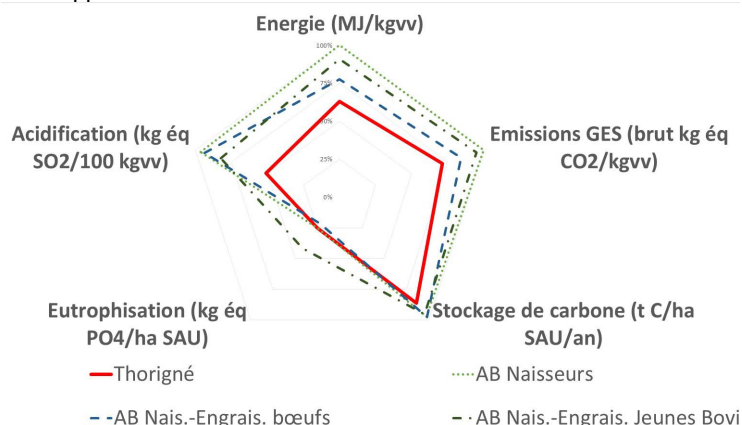 Energie (MJ/kgvv)
100%
75%
50%
25%
0%
Acidification (kg éq
SO2/100 kgvv)
Emissions GES (brut kg éq
CO2/kgvv)
Eutrophisation (kg éq
PO4/ha SAU)
Stockage de carbone (t C/ha
SAU/an)
Thorigné
AB Naisseurs
AB Nais.-Engrais. bœufs
AB Nais.-Engrais. Jeunes Bovi